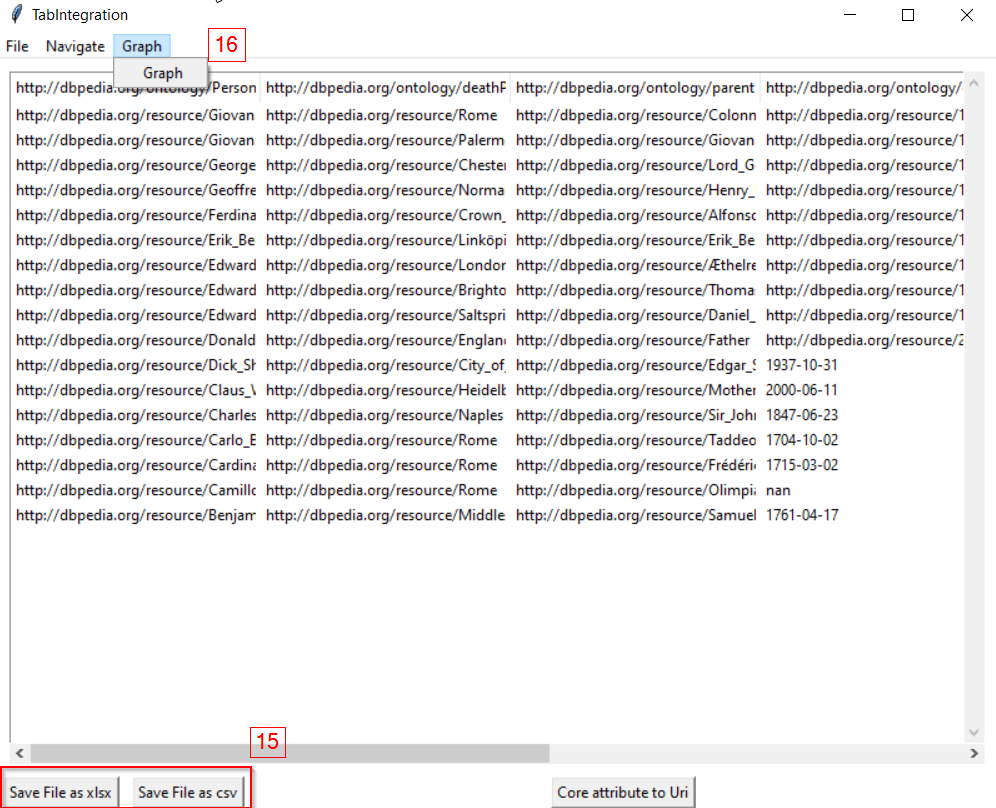 TabIntegration
File Navigate Graph 16
Graph
http://dbpedia.org/ontology/Person http://dbpedia.org/ontology/deathP http://dbpedia.org/ontology/parent http://dbpedia.org/ontology/
http://dbpedia.org/resource/Giovan http://dbpedia.org/resource/Rome http://dbpedia.org/resource/Colonn http://dbpedia.org/resource/1
http://dbpedia.org/resource/Giovan http://dbpedia.org/resource/Palerm http://dbpedia.org/resource/Giovan http://dbpedia.org/resource/1
http://dbpedia.org/resource/George http://dbpedia.org/resource/Chester http://dbpedia.org/resource/Lord_G http://dbpedia.org/resource/1
http://dbpedia.org/resource/Geoffre http://dbpedia.org/resource/Norma http://dbpedia.org/resource/Henry_ http://dbpedia.org/resource/1
http://dbpedia.org/resource/Ferdina http://dbpedia.org/resource/Crown_ http://dbpedia.org/resource/Alfonso http://dbpedia.org/resource/1
http://dbpedia.org/resource/Erik_Be http://dbpedia.org/resource/Linköpi http://dbpedia.org/resource/Erik_Be http://dbpedia.org/resource/1
http://dbpedia.org/resource/Edward http://dbpedia.org/resource/London http://dbpedia.org/resource/Æthelre http://dbpedia.org/resource/1
http://dbpedia.org/resource/Edward http://dbpedia.org/resource/Brighto http://dbpedia.org/resource/Thoma http://dbpedia.org/resource/1
http://dbpedia.org/resource/Edward http://dbpedia.org/resource/Saltspri http://dbpedia.org/resource/Daniel_ http://dbpedia.org/resource/1
http://dbpedia.org/resource/Donald http://dbpedia.org/resource/Englan http://dbpedia.org/resource/Father http://dbpedia.org/resource/2
http://dbpedia.org/resource/Dick_Sh http://dbpedia.org/resource/City_of_ http://dbpedia.org/resource/Edgar_S 1937-10-31
http://dbpedia.org/resource/Claus_V http://dbpedia.org/resource/Heidelb http://dbpedia.org/resource/Mother 2000-06-11
http://dbpedia.org/resource/Charles http://dbpedia.org/resource/Naples http://dbpedia.org/resource/Sir_John 1847-06-23
http://dbpedia.org/resource/Carlo_B http://dbpedia.org/resource/Rome http://dbpedia.org/resource/Taddeo 1704-10-02
http://dbpedia.org/resource/Cardina http://dbpedia.org/resource/Rome http://dbpedia.org/resource/Frédéri 1715-03-02
http://dbpedia.org/resource/Camillo http://dbpedia.org/resource/Rome http://dbpedia.org/resource/Olimpi nan
http://dbpedia.org/resource/Benjam http://dbpedia.org/resource/Middle http://dbpedia.org/resource/Samuel 1761-04-17
15
Save File as xlsx Save File as csv Core attribute to Uri